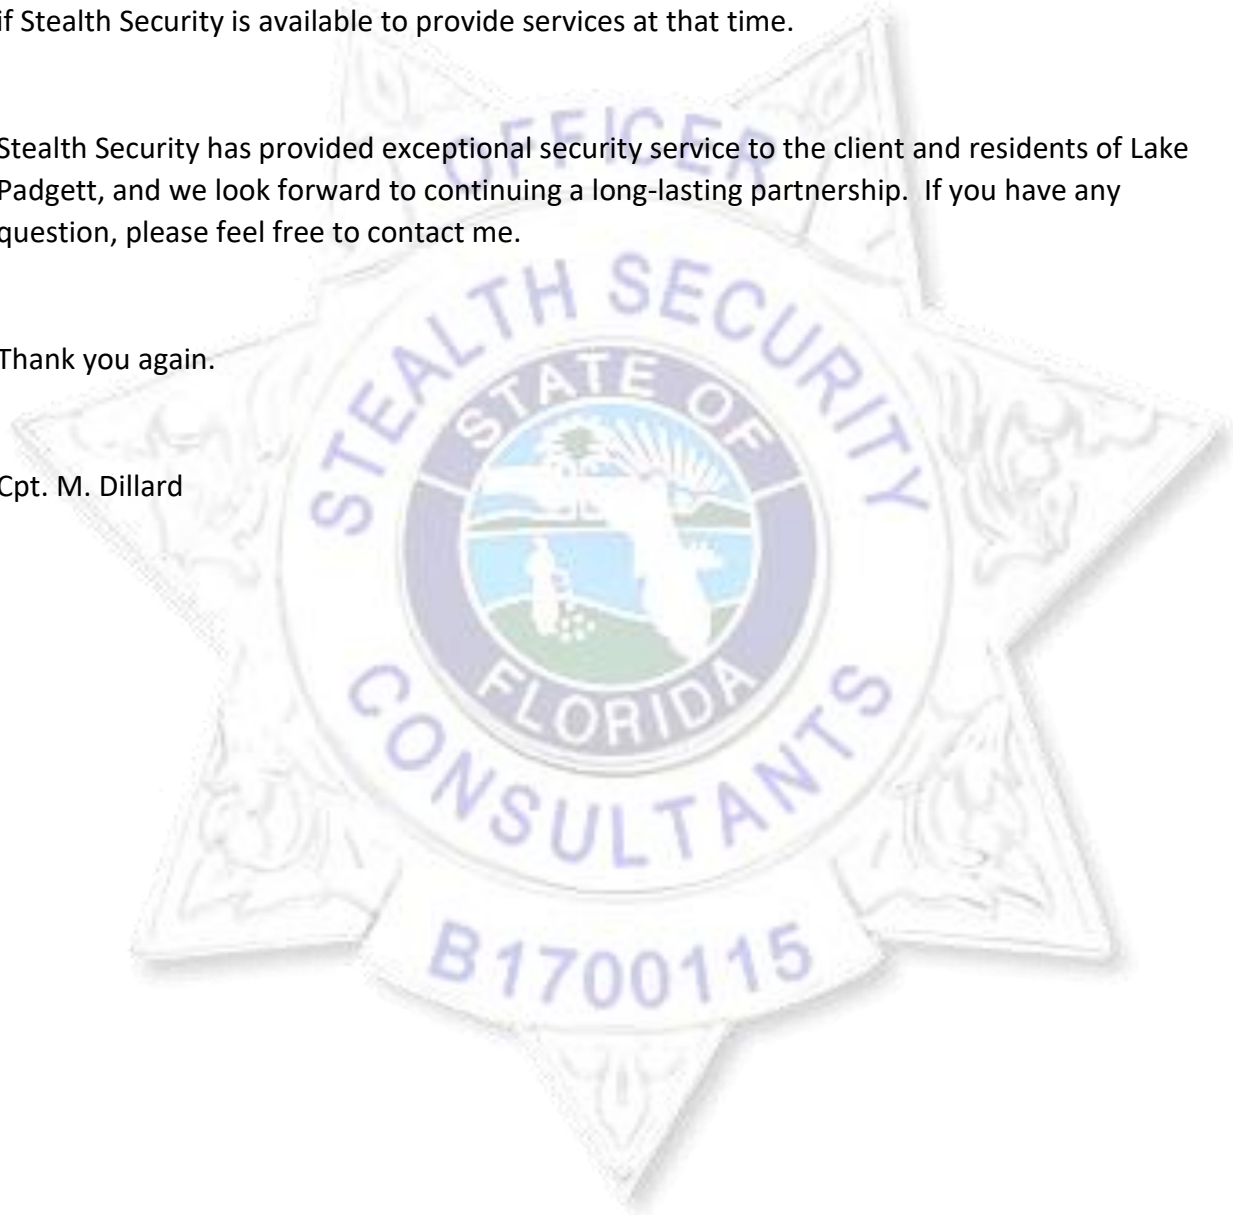 if Stealth Security is available to provide services at that time.
OFFICER
Stealth Security has provided exceptional security service to the client and residents of Lake
Padgett, and we look forward to continuing a long-lasting partnership.  If you have any
question, please feel free to contact me.
STEALTH SECURITY
STATE OF
Thank you again.
Cpt. M. Dillard
FLORIDA
CONSULTANTS
B1700115